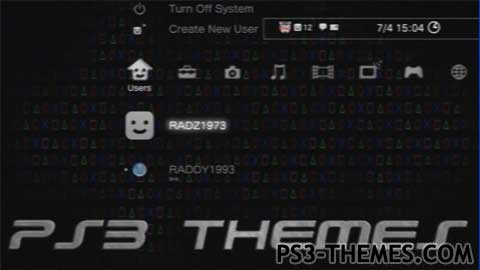 Turn Off System
Create New User
12
7/4 15:04
Users
RADZ1973
RADDY1993
PS3 THEMES
PS3-THEMES.COM